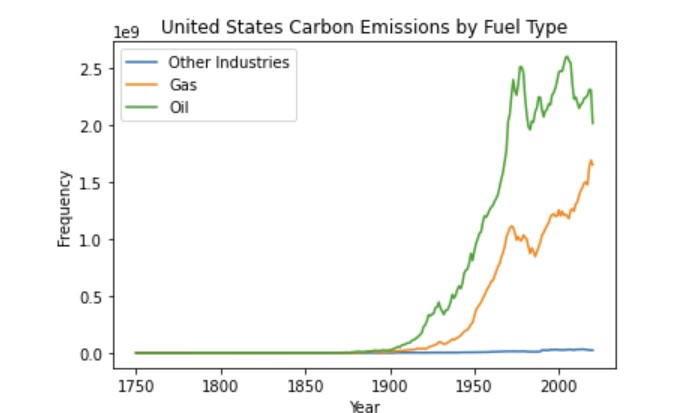 United States Carbon Emissions by Fuel Type
1e9
Other Industries
Gas
Oil
2.5
2.0
1.5
1.0
0.5
0.0
Frequency
1750 1800 1850 1900 1950 2000
Year